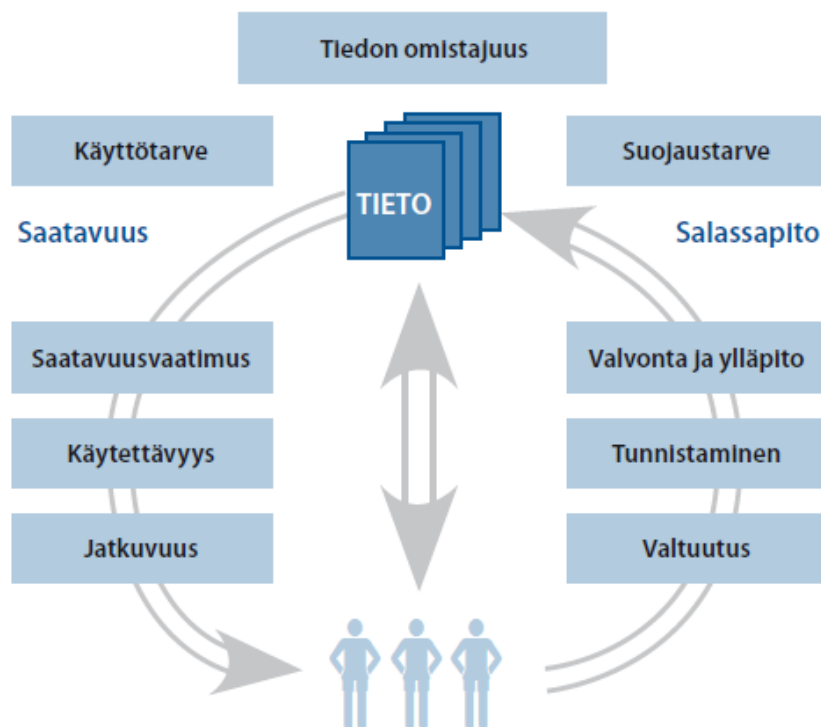 Tiedon omistajuus
Käyttötarve
Suojaustarve
TIETO
Saatavuus
Salassapito
Saatavuusvaatimus
Valvonta ja ylläpito
Käytettävyys
Tunnistaminen
Jatkuvuus
Valtuutus